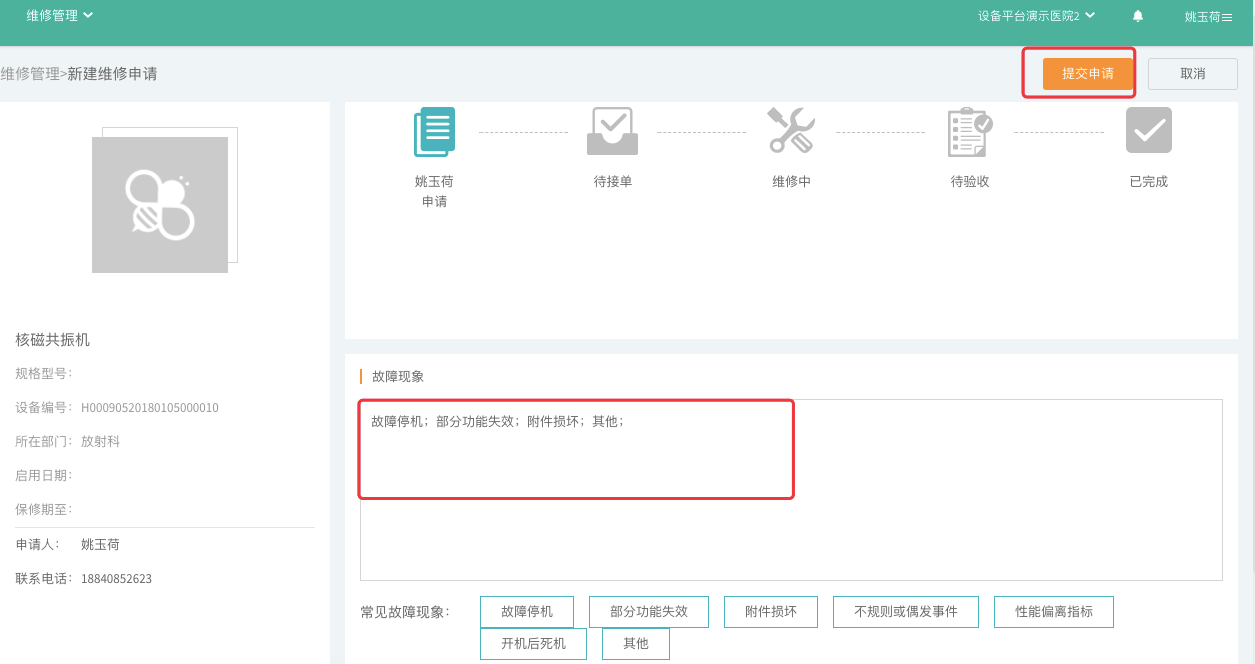 维修管理
设备平台演示医院2
姚玉荷
维修管理>新建维修申请
提交申请
取消
姚玉荷
申请
待接单
维修中
待验收
已完成
核磁共振机
规格型号：
设备编号：H00090520180105000010
所在部门：放射科
启用日期：
保修期至：
申请人： 姚玉荷
联系电话：18840852623
故障现象
故障停机；部分功能失效；附件损坏；其他；
常见故障现象：
故障停机
部分功能失效
附件损坏
不规则或偶发事件
性能偏离指标
开机后死机
其他